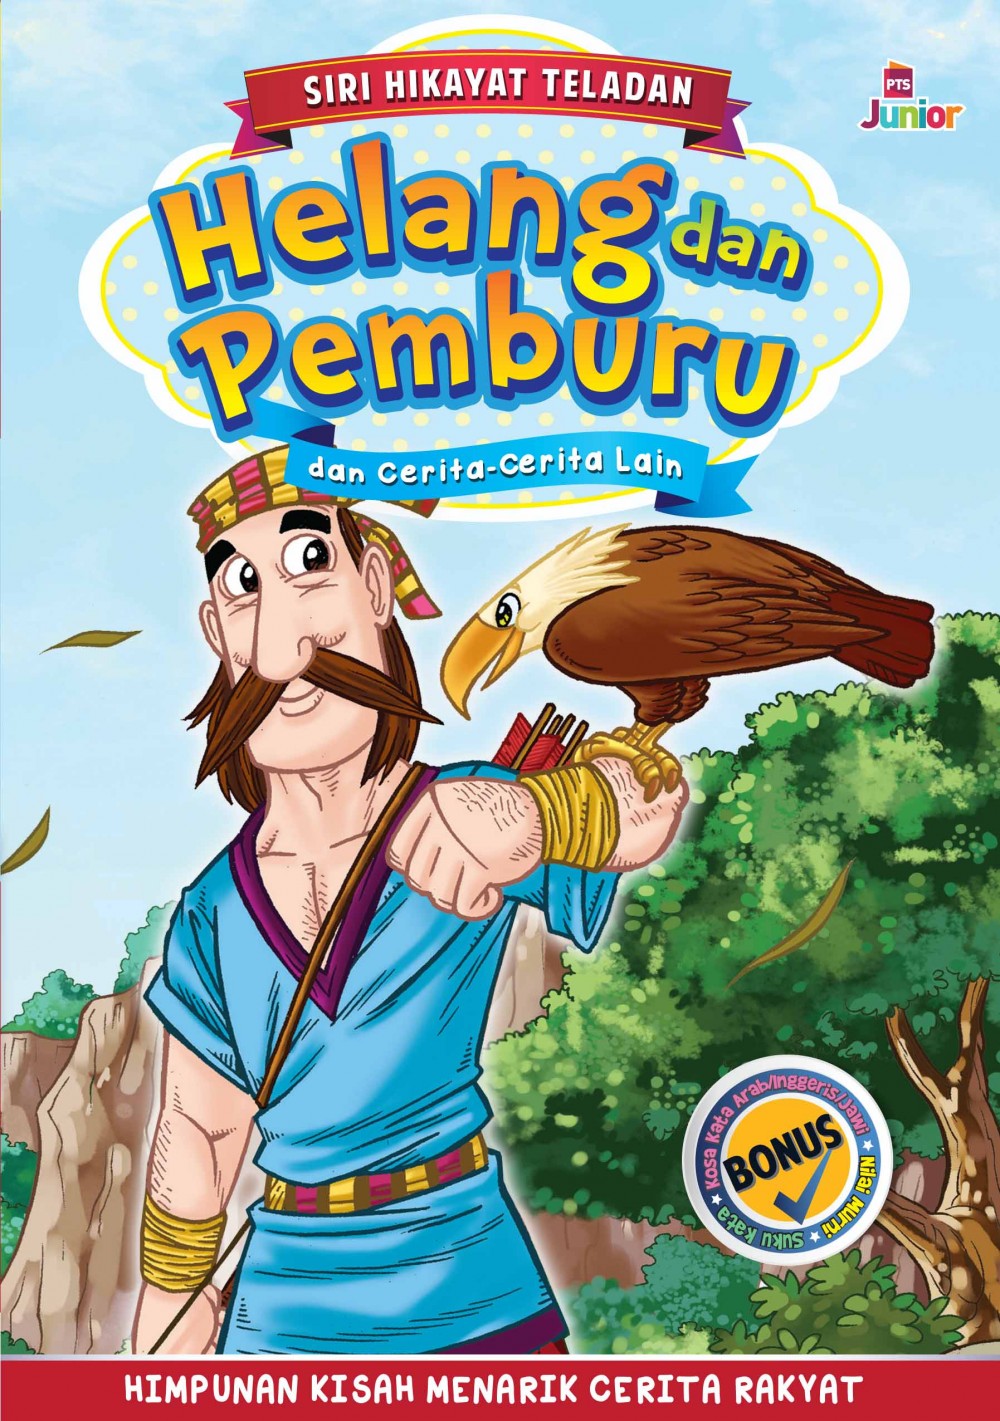 SIRI HIKAYAT TELADAN
PTS
Junior
Helang dan
Pemburu
dan Cerita-Cerita Lain
Kosa Kata Arab/Inggeris/Jawi
★ Nilai Murni
★ Suku Kata ★
BONUS
HIMPUNAN KISAH MENARIK CERITA RAKYAT